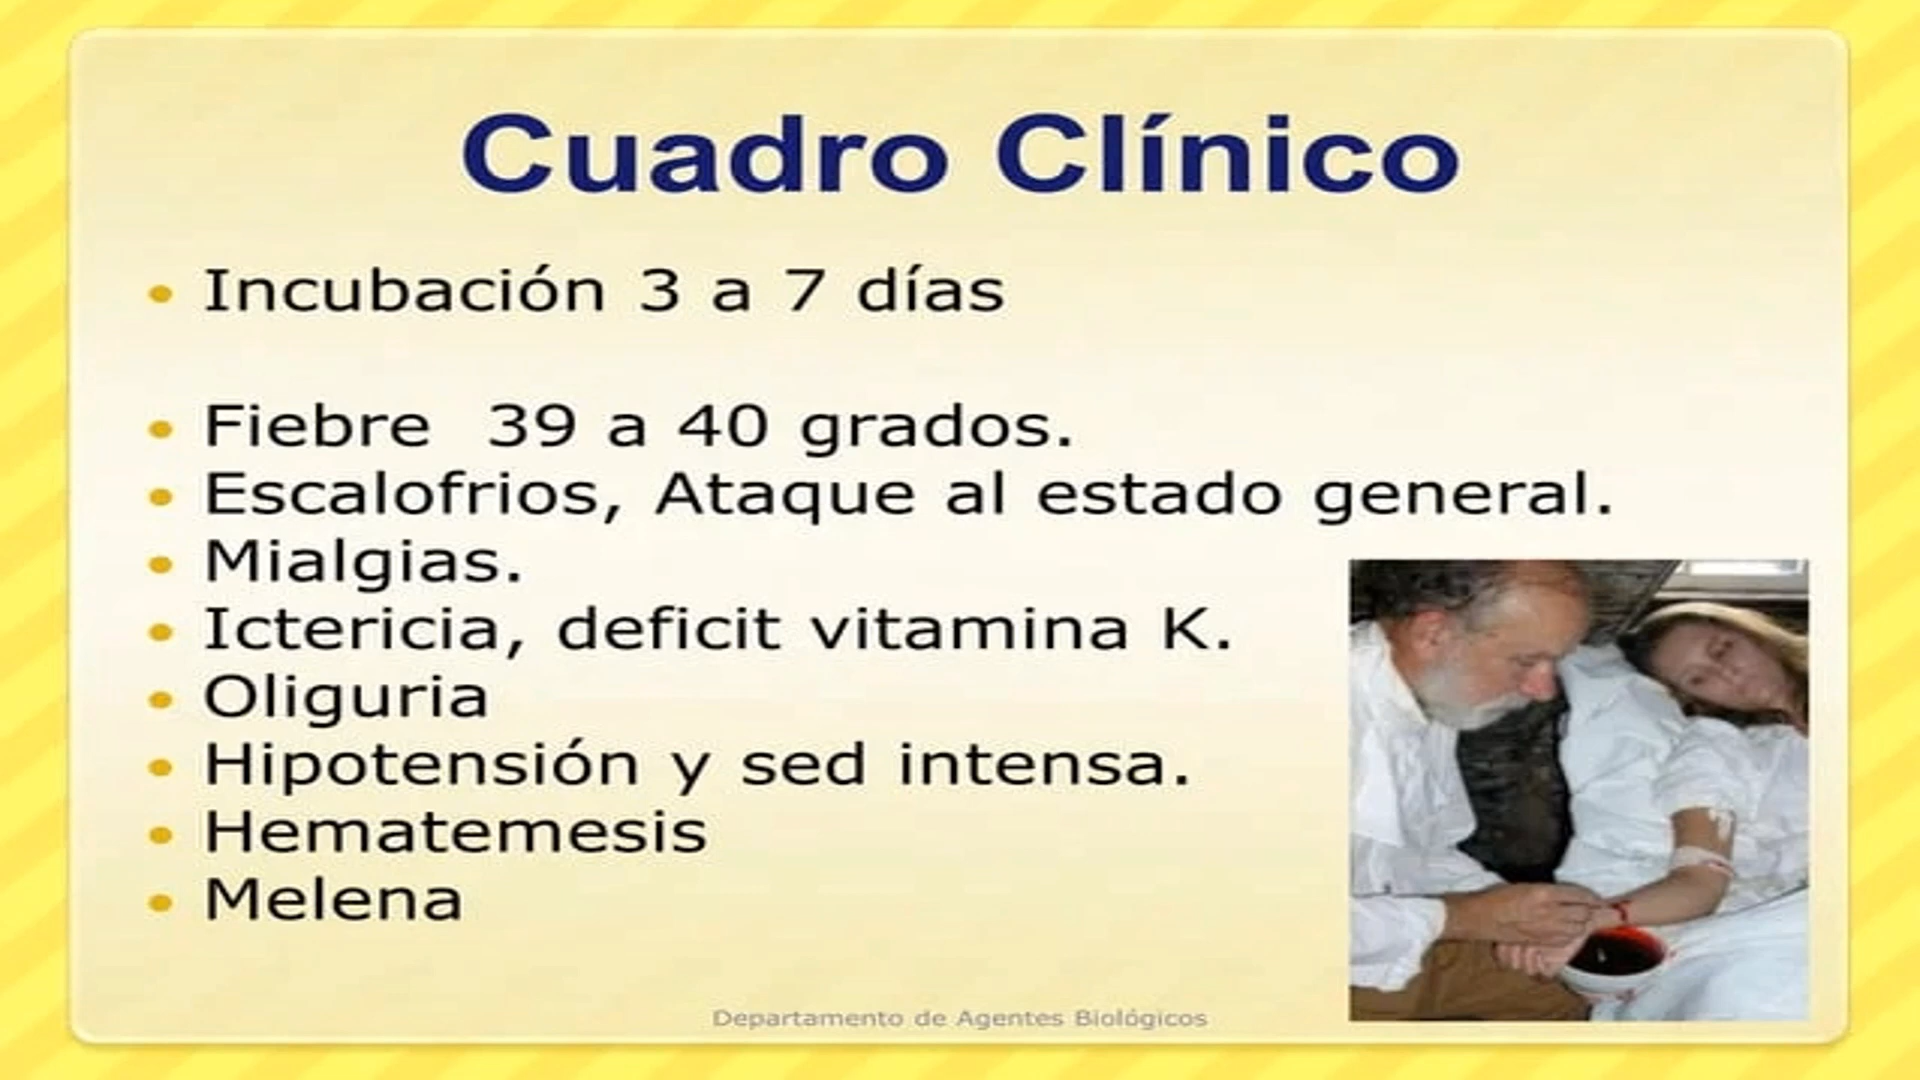 Cuadro Clínico
• Incubación 3 a 7 días
• Fiebre  39 a 40 grados.
• Escalofrios, Ataque al estado general.
• Mialgias.
• Ictericia, deficit vitamina K.
• Oliguria
• Hipotensión y sed intensa.
• Hematemesis
• Melena
Departamento de Agentes Biológicos